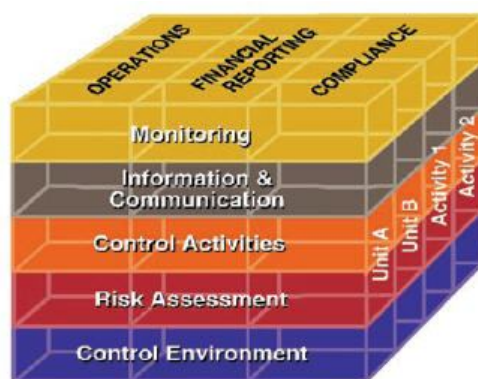 OPERATIONS
FINANCIAL
REPORTING
COMPLIANCE
Monitoring
Information &
Communication
Control Activities
Risk Assessment
Control Environment
Unit A
Unit B
Activity 1
Activity 2